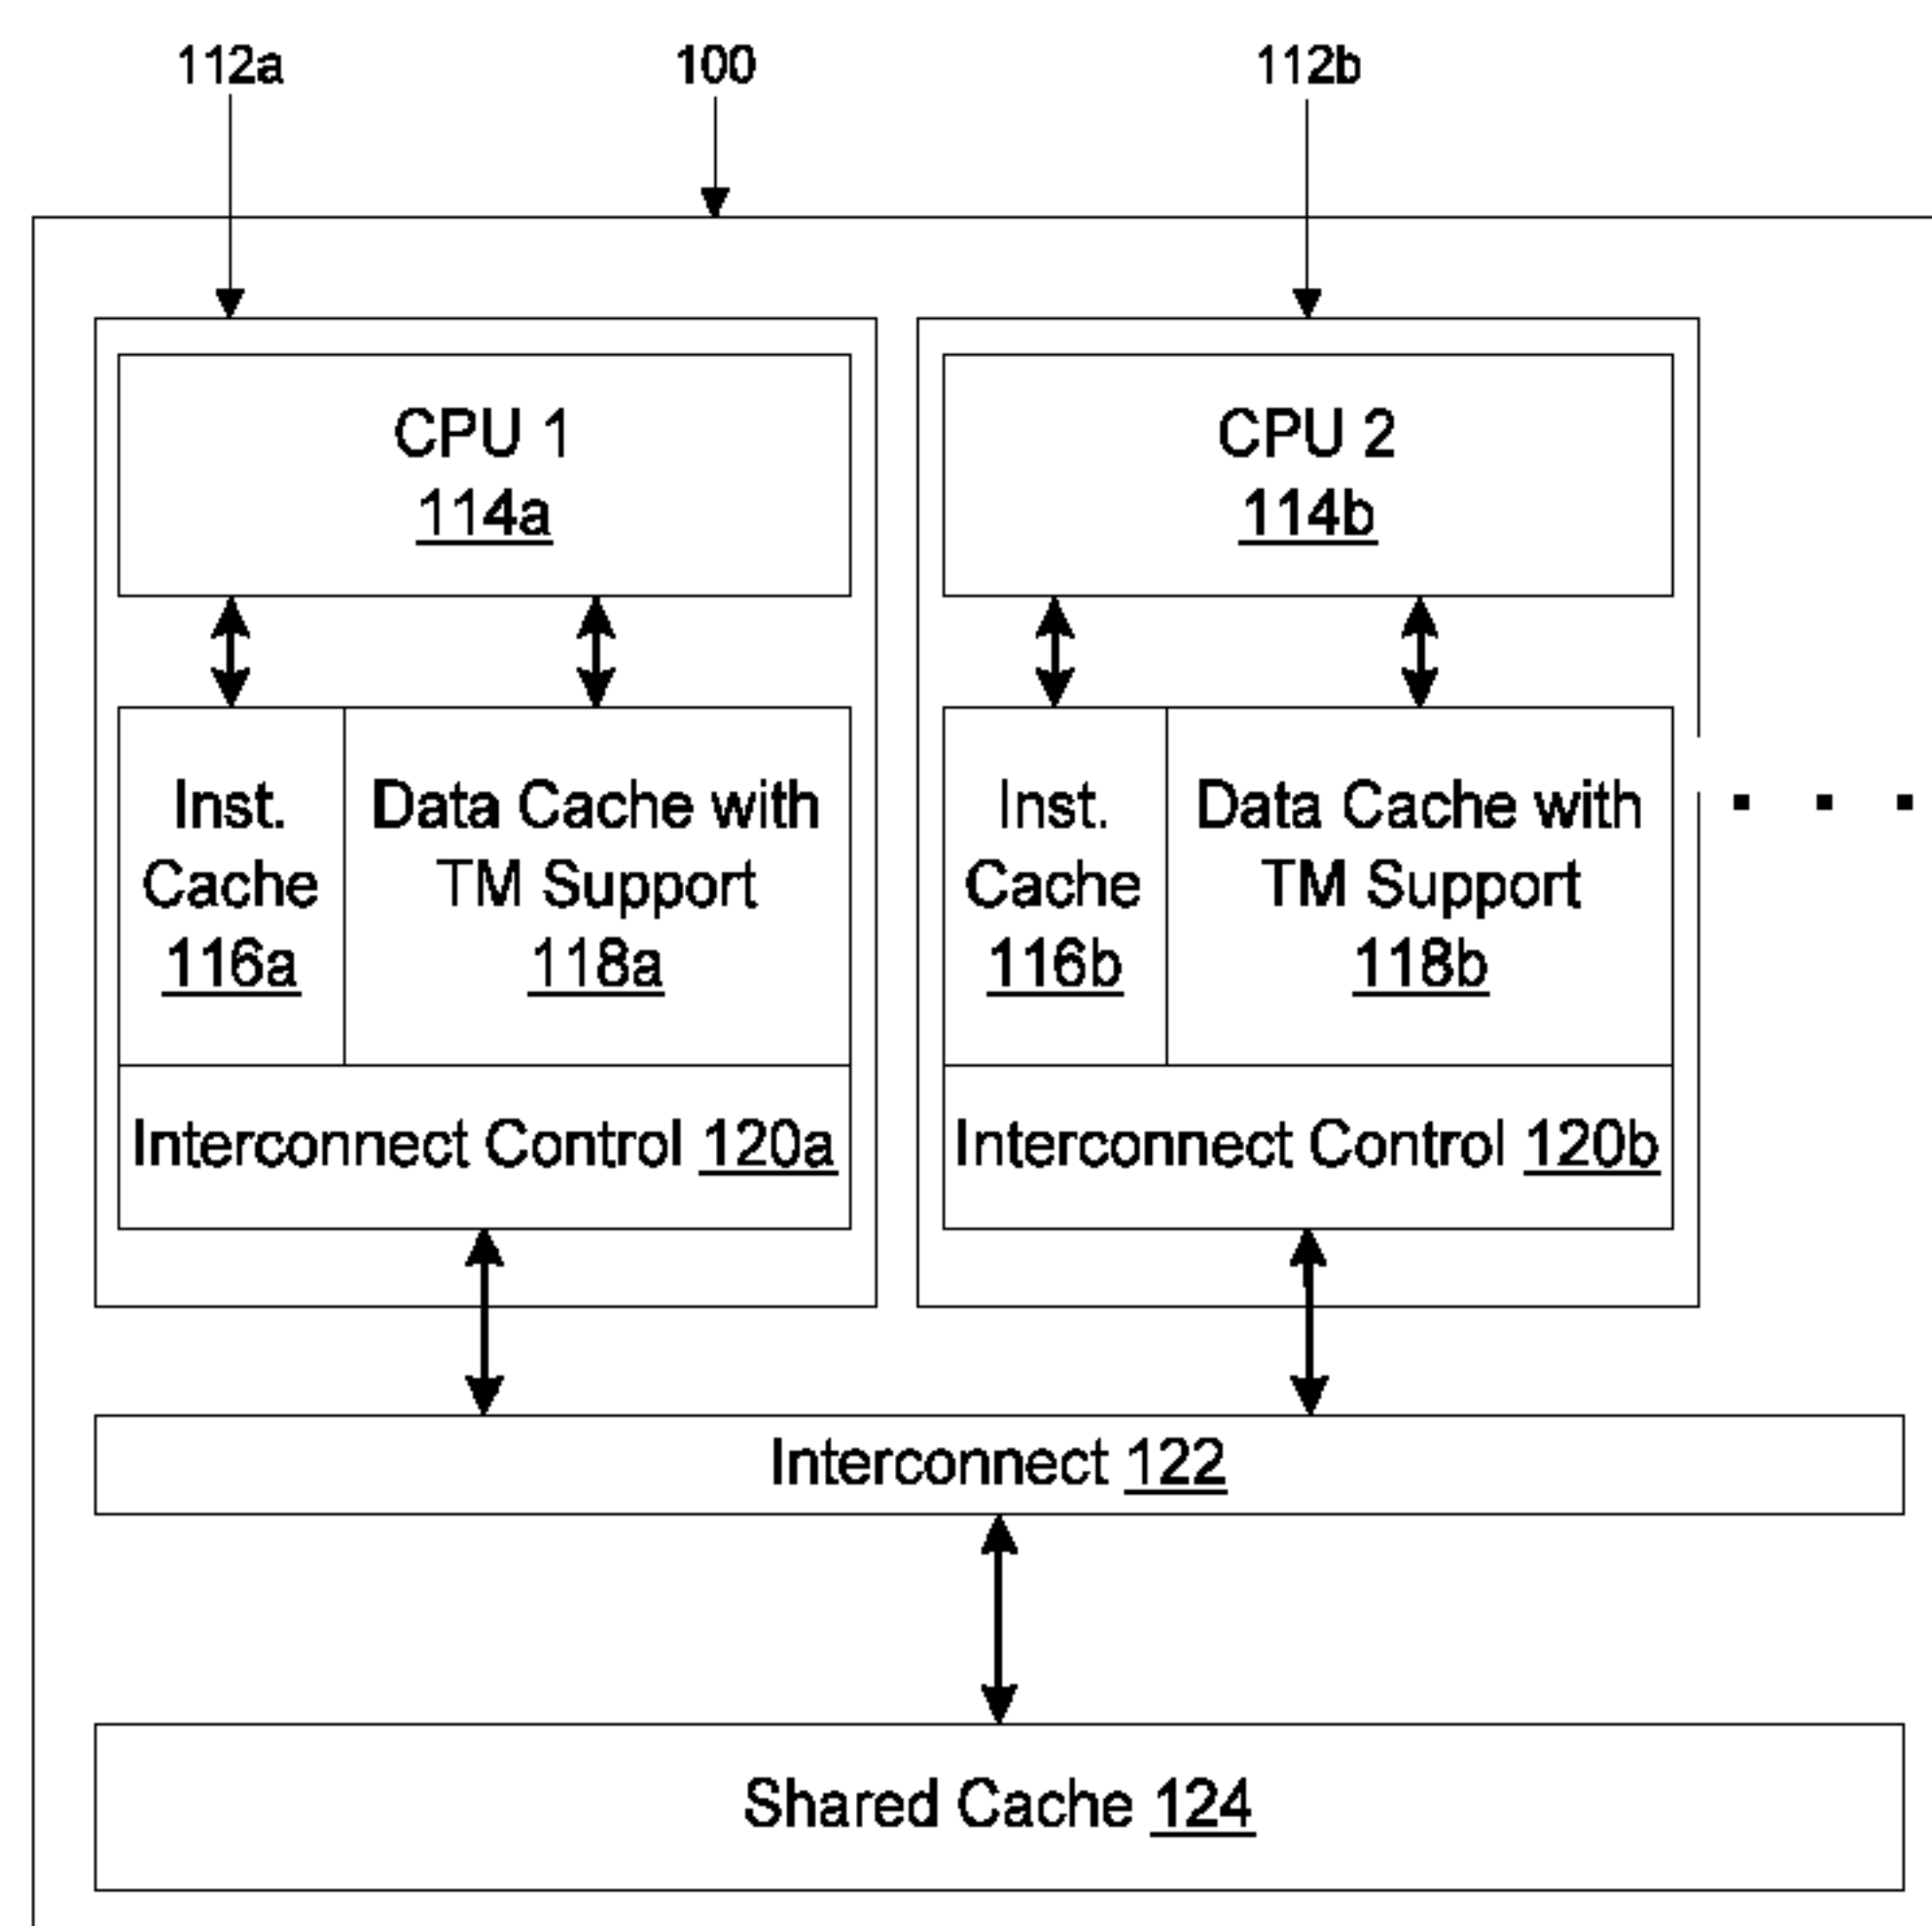 112a
100
112b
CPU 1
114a
CPU 2
114b
Inst.
Cache
116a
Data Cache with
TM Support
118a
Inst.
Cache
116b
Data Cache with
TM Support
118b
Interconnect Control 120a
Interconnect Control 120b
Interconnect 122
Shared Cache 124